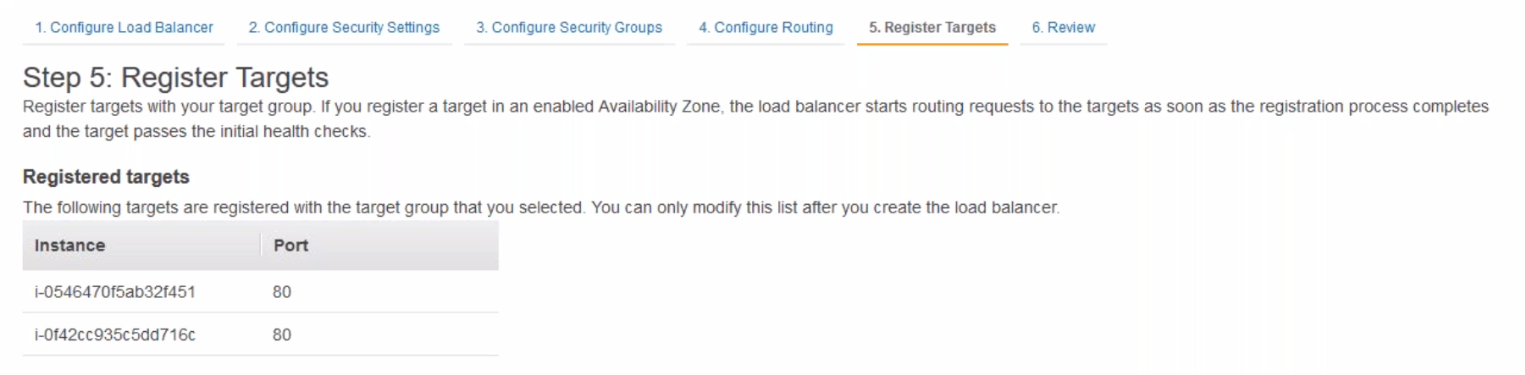 1. Configure Load Balancer 2. Configure Security Settings 3. Configure Security Groups 4. Configure Routing 5. Register Targets 6. Review
Step 5: Register Targets
Register targets with your target group. If you register a target in an enabled Availability Zone, the load balancer starts routing requests to the targets as soon as the registration process completes
and the target passes the initial health checks.
Registered targets
The following targets are registered with the target group that you selected. You can only modify this list after you create the load balancer.
Instance Port
i-0546470f5ab32f451 80
i-0f42cc935c5dd716c 80